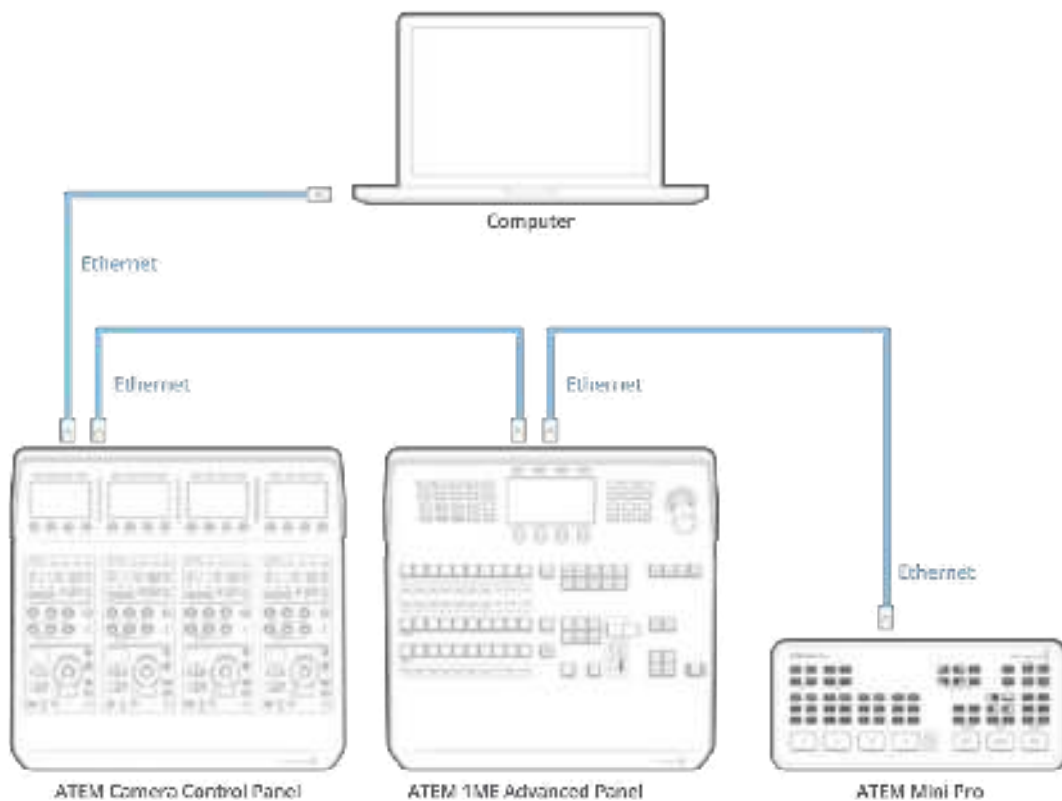 Computer
Ethernet
Ethernet
Ethernet
Ethernet
ATEM Camera Control Panel
ATEM 1ME Advanced Panel
ATEM Mini Pro